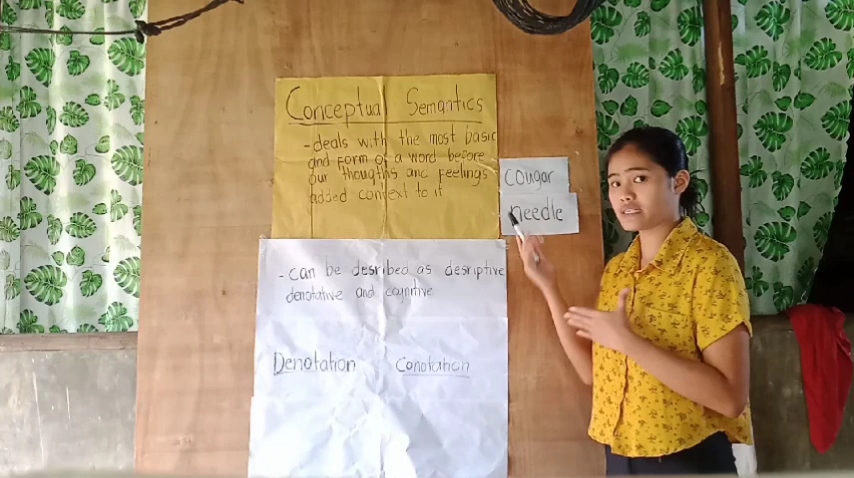 Conceptual Semantics
-deals with the most basic
and form of a word before
our thougths and feelings
added context to it
cougar
needle
-can be desribed as desriptive
denotative and cognitive
Denotation Conotation